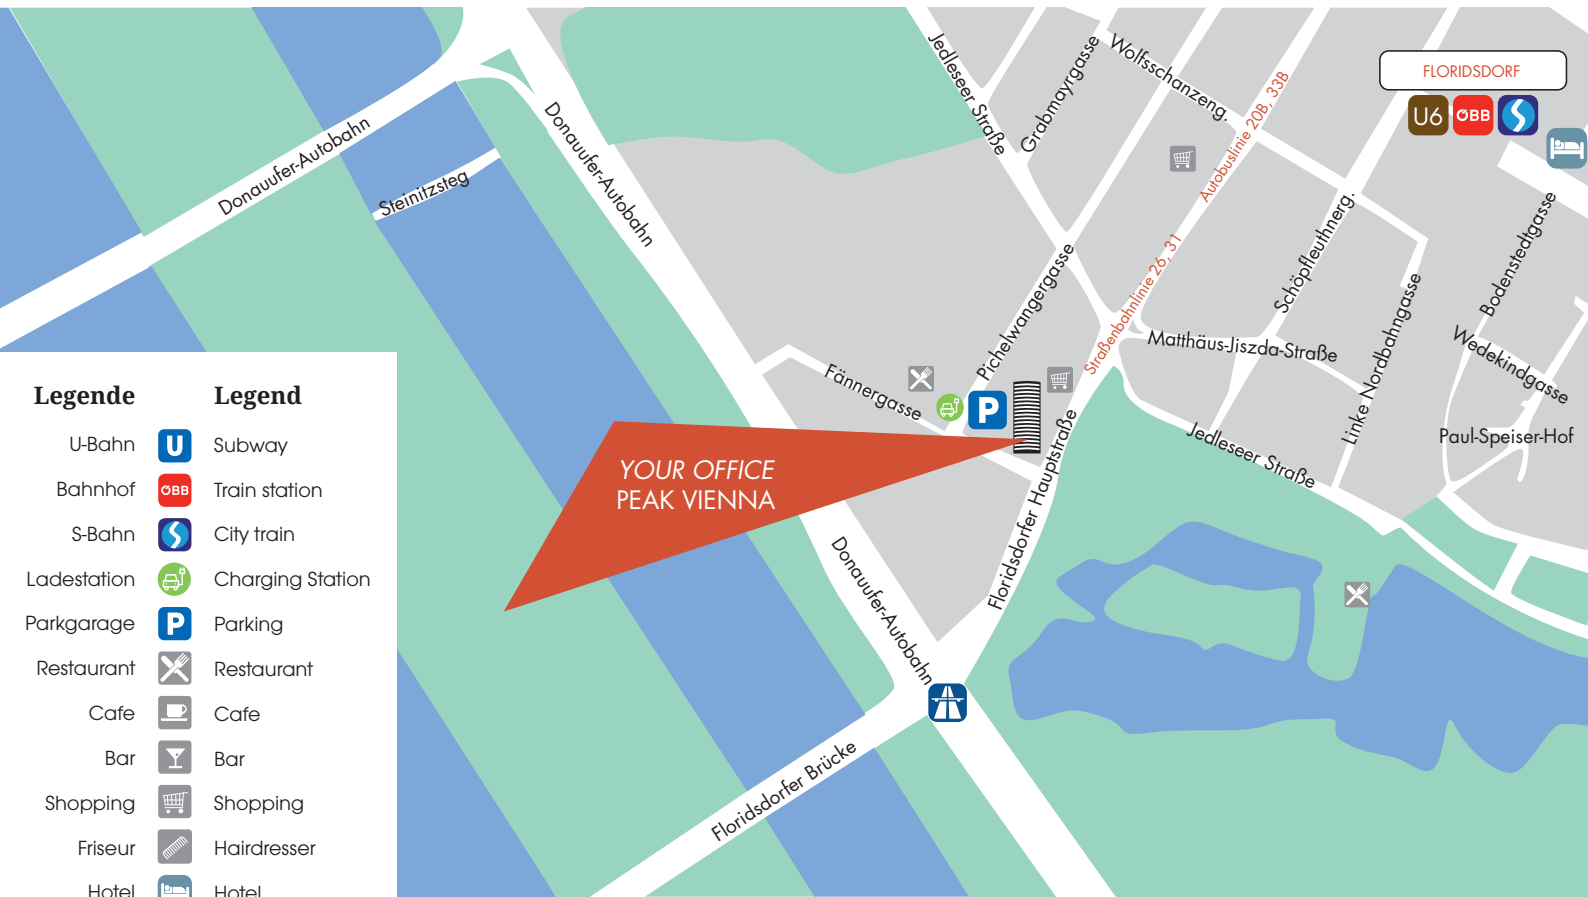 Jedleseer Straße
Grabmayrgasse
Wolfsschanzeng.
Autobuslinie 20B, 33B
FLORIDSDORF
U6
ÖBB
Donauufer-Autobahn
Donauufer-Autobahn
Steinitzsteg
Straßenbahnlinie 26, 31
Schöpfleuthnerg.
Bodenstedtgasse
Pichelwangergasse
Matthäus-Jiszda-Straße
Linke Nordbahngasse
Wedekindgasse
Fännergasse
P
Floridsdorfer Hauptstraße
Jedleseer Straße
Paul-Speiser-Hof
YOUR OFFICE
PEAK VIENNA
Donauufer-Autobahn
Floridsdorfer Brücke
Legende Legend
U-Bahn U Subway
Bahnhof ÖBB Train station
S-Bahn City train
Ladestation Charging Station
Parkgarage P Parking
Restaurant Restaurant
Cafe Cafe
Bar Bar
Shopping Shopping
Friseur Hairdresser
Hotel Hotel